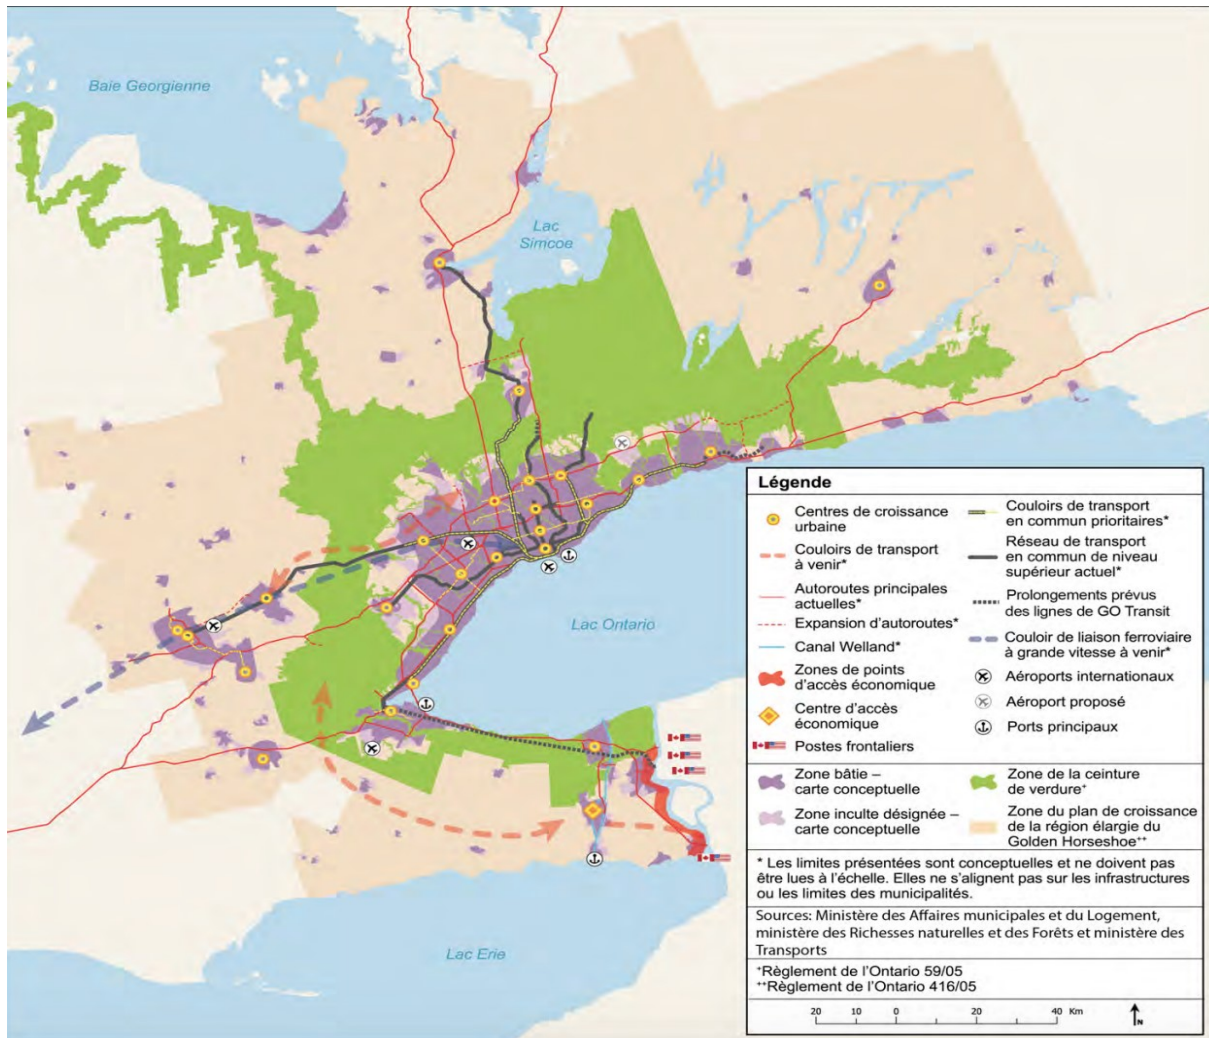 Baie Georgienne
Lac
Simcoe
Lac Ontario
Lac Erie
Légende
Centres de croissance
urbaine
Couloirs de transport
à venir*
Autoroutes principales
actuelles*
Expansion d'autoroutes*
Canal Welland*
Zones de points
d'accès économique
Centre d'accès
économique
Postes frontaliers
Couloirs de transport
en commun prioritaires*
Réseau de transport
en commun de niveau
supérieur actuel*
Prolongements prévus
des lignes de GO Transit
Couloir de liaison ferroviaire
à grande vitesse à venir*
Aéroports internationaux
Aéroport proposé
Ports principaux
Zone bâtie –
carte conceptuelle
Zone inculte désignée –
carte conceptuelle
Zone de la ceinture
de verdure⁺
Zone du plan de croissance
de la région élargie du
Golden Horseshoe⁺⁺
* Les limites présentées sont conceptuelles et ne doivent pas
être lues à l'échelle. Elles ne s'alignent pas sur les infrastructures
ou les limites des municipalités.
Sources: Ministère des Affaires municipales et du Logement,
ministère des Richesses naturelles et des Forêts et ministère des
Transports
⁺Règlement de l'Ontario 59/05
⁺⁺Règlement de l'Ontario 416/05
20 10 0 20 40 Km
N